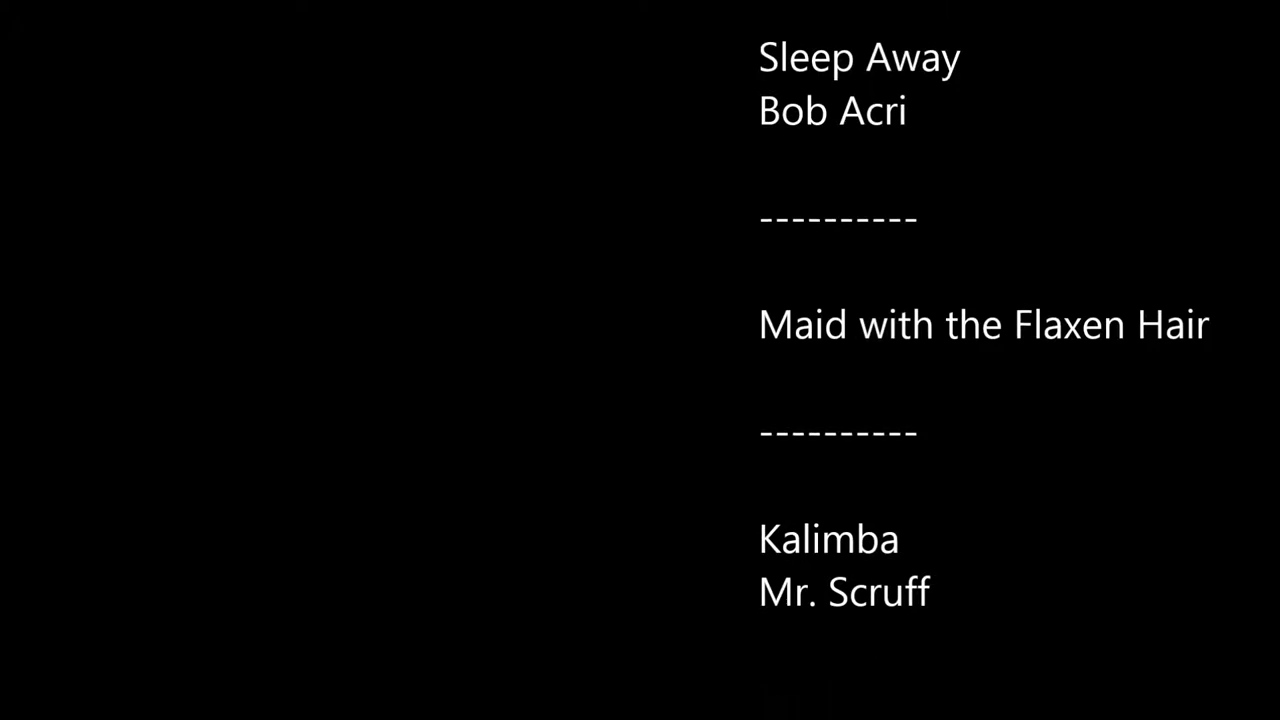 Sleep Away
Bob Acri
----------
Maid with the Flaxen Hair
----------
Kalimba
Mr. Scruff